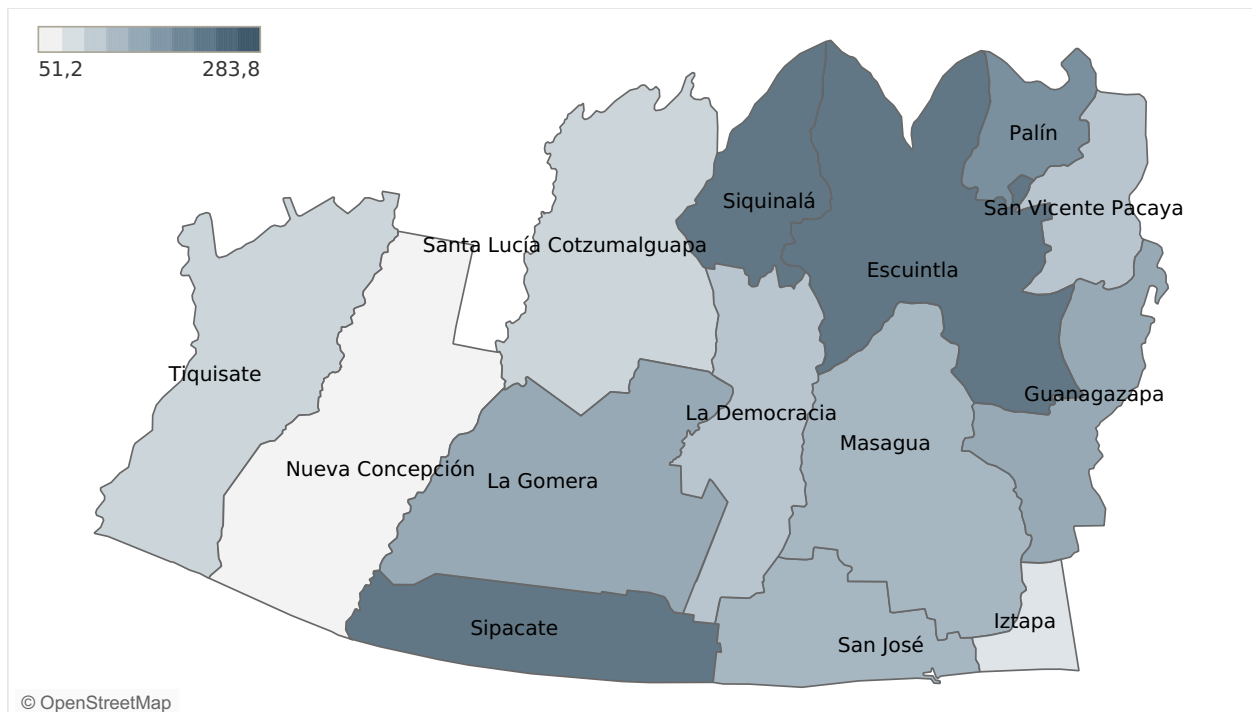 51,2
283,8
Palín
Siquinalá
San Vicente Pacaya
Santa Lucía Cotzumalguapa
Escuintla
Tiquisate
Guanagazapa
La Democracia
Masagua
Nueva Concepción
La Gomera
Iztapa
Sipacate
San José
© OpenStreetMap